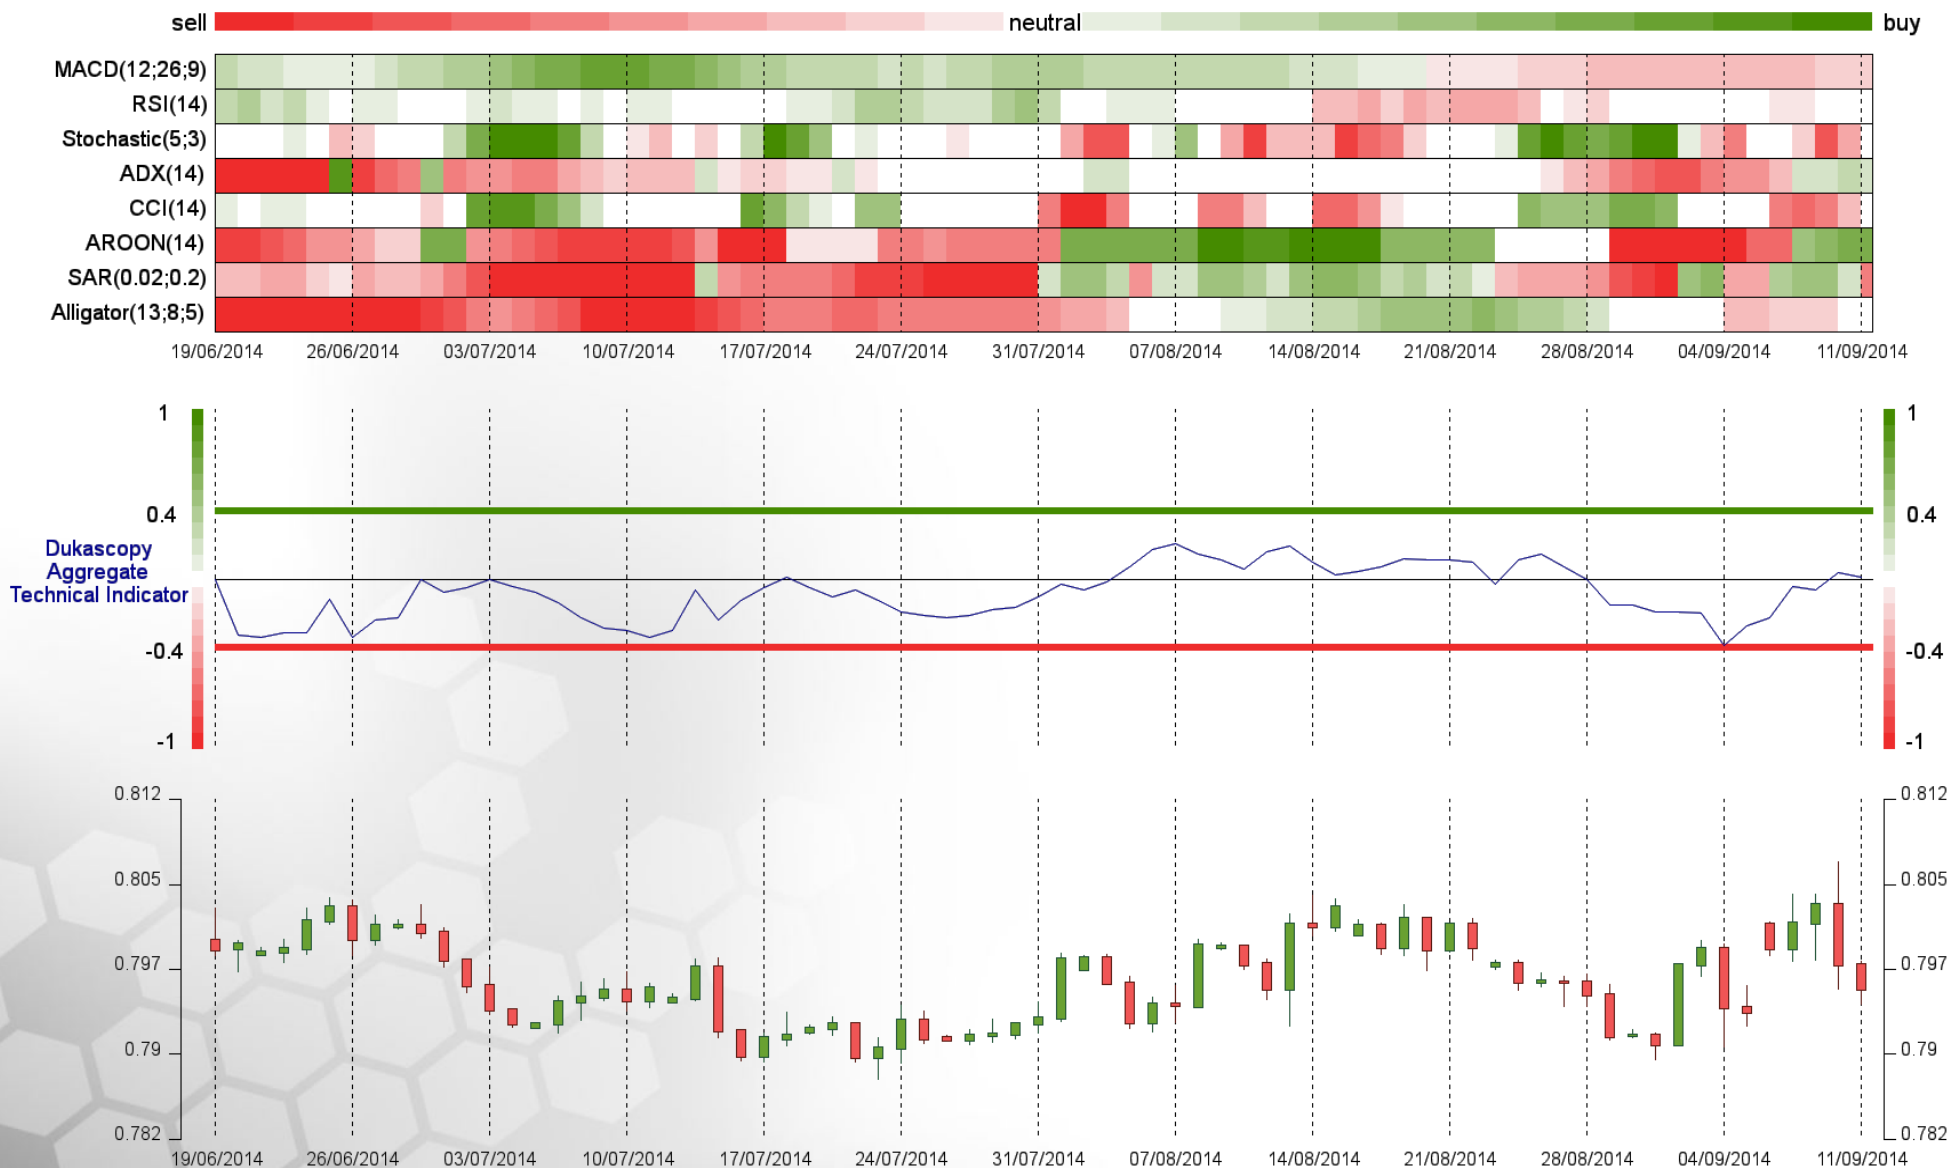 sell neutral buy
MACD(12;26;9)
RSI(14)
Stochastic(5;3)
ADX(14)
CCI(14)
AROON(14)
SAR(0.02;0.2)
Alligator(13;8;5)
19/06/2014 26/06/2014 03/07/2014 10/07/2014 17/07/2014 24/07/2014 31/07/2014 07/08/2014 14/08/2014 21/08/2014 28/08/2014 04/09/2014 11/09/2014
1 1
0.4 0.4
Dukascopy
Aggregate
Technical Indicator
-0.4 -0.4
-1 -1
0.812 0.812
0.805 0.805
0.797 0.797
0.79 0.79
0.782 0.782
19/06/2014 26/06/2014 03/07/2014 10/07/2014 17/07/2014 24/07/2014 31/07/2014 07/08/2014 14/08/2014 21/08/2014 28/08/2014 04/09/2014 11/09/2014